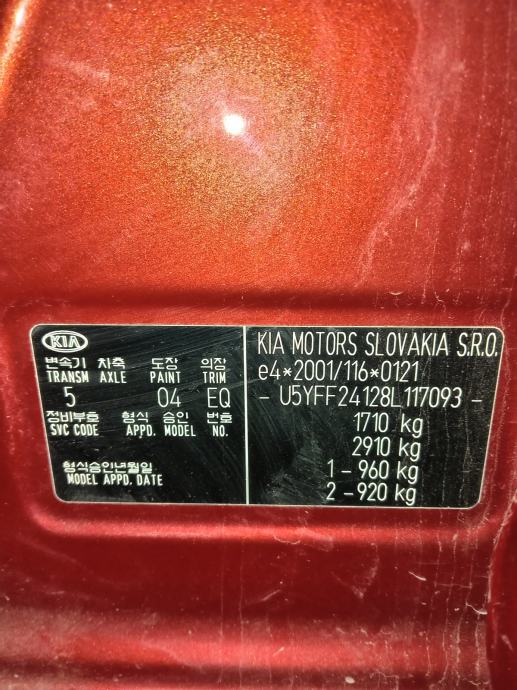 KIA
변속기 차축 도장 의장
TRANSM AXLE PAINT TRIM
5 04 EQ
정비부호 형식 승인 번호
SVC CODE APPD. MODEL NO.
형식승인년월일
MODEL APPD. DATE
KIA MOTORS SLOVAKIA S.R.O.
e4*2001/116*0121
- U5YFF24128L117093 -
1710 kg
2910 kg
1 - 960 kg
2 - 920 kg